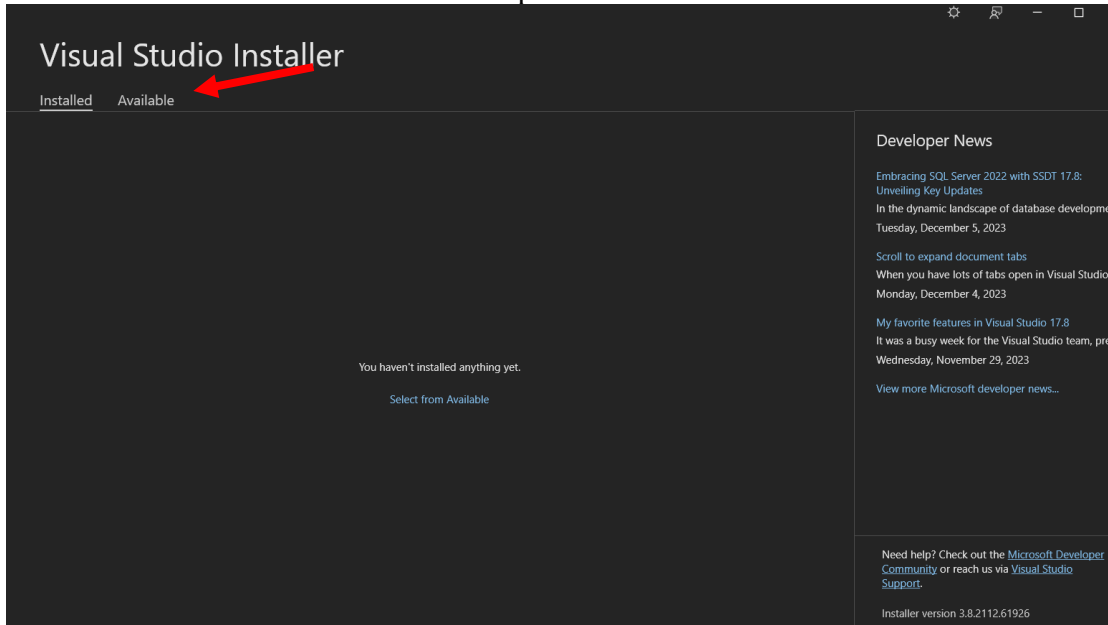 Visual Studio Installer
Installed Available
You haven't installed anything yet.
Select from Available
Developer News
Embracing SQL Server 2022 with SSDT 17.8:
Unveiling Key Updates
In the dynamic landscape of database
Tuesday, December 5, 2023
Scroll to expand document tabs
When you have lots of tabs open in Visual Studio
Monday, December 4, 2023
My favorite features in Visual Studio 17.8
It was a busy week for the Visual Studio team,
Wednesday, November 29, 2023
View more Microsoft developer news...
Need help? Check out the Microsoft Developer
Community or reach us via Visual Studio
Support.
Installer version 3.8.2112.61926